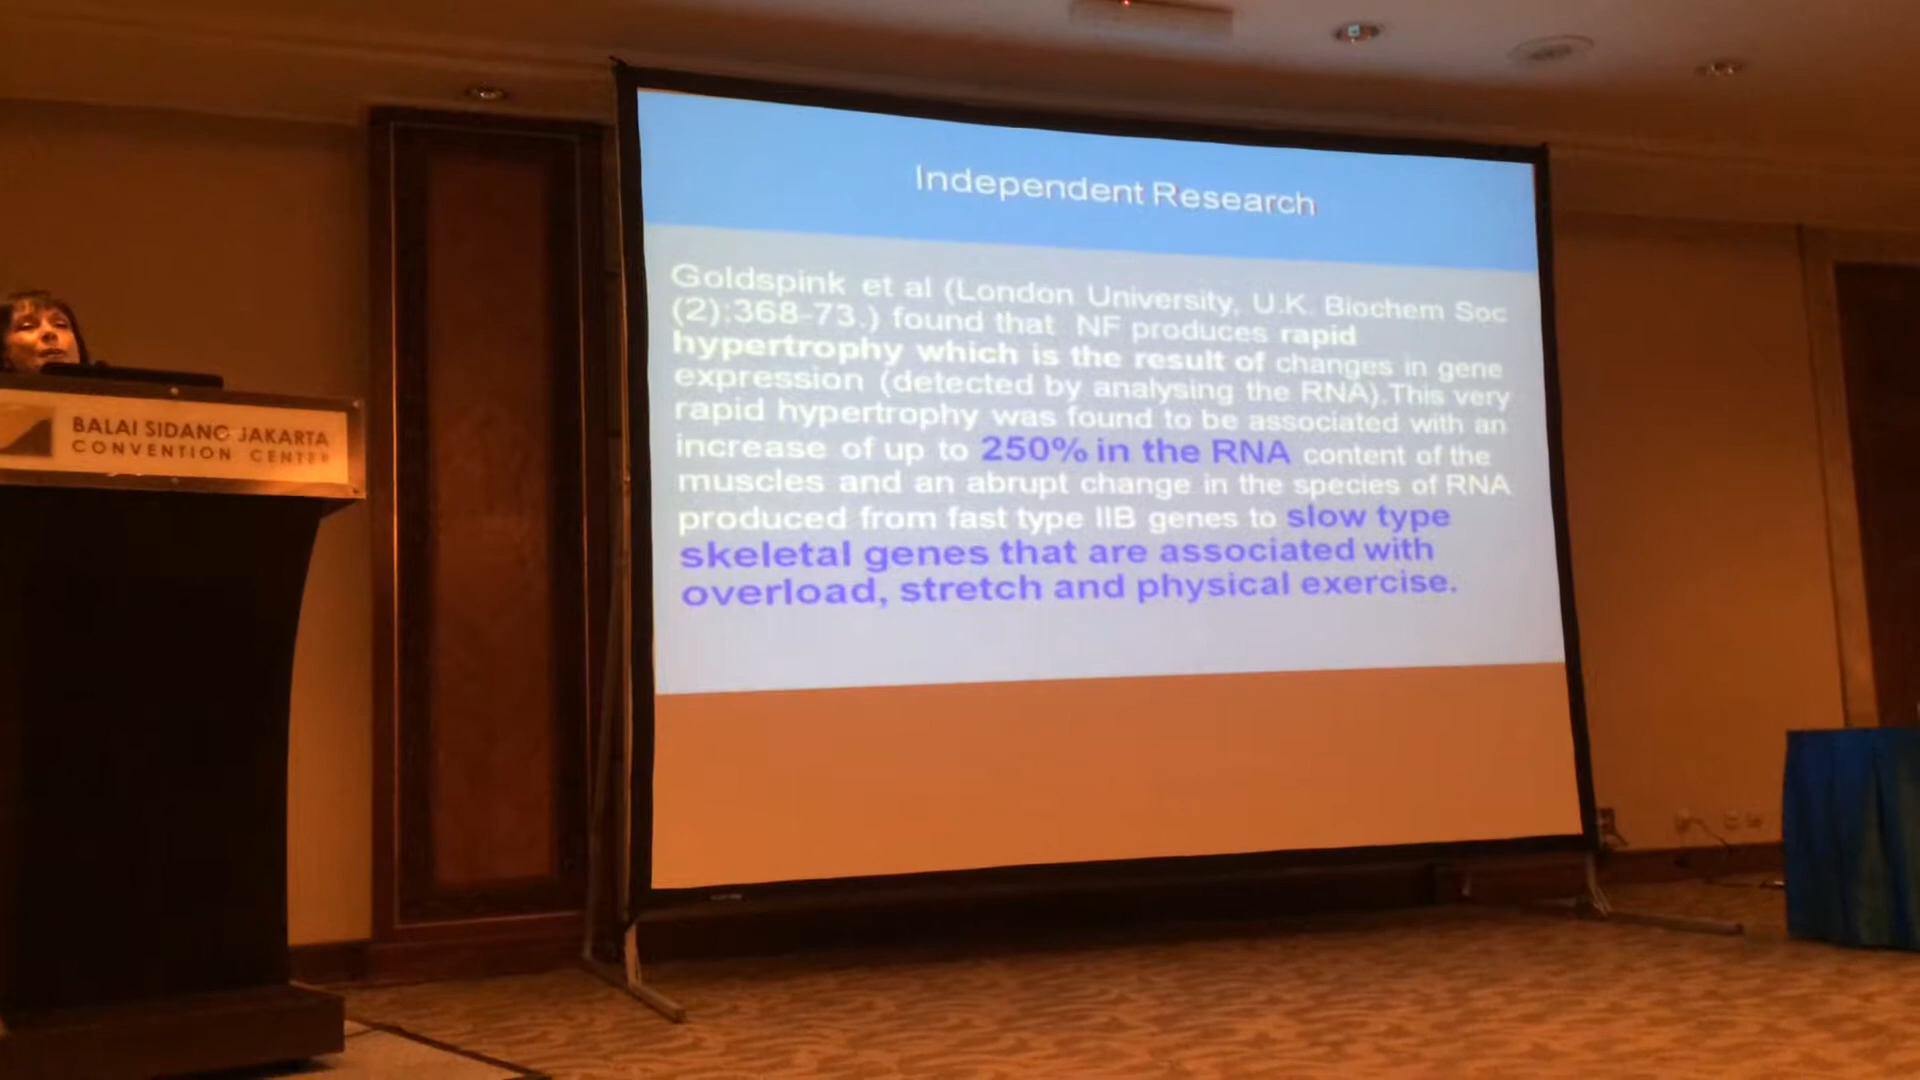 Independent Research
Goldspink et al (London University, U.K. Biochem Soc
(2):368-73.) found that NF produces rapid
hypertrophy which is the result of changes in gene
expression (detected by analysing the RNA).This very
rapid hypertrophy was found to be associated with an
increase of up to 250% in the RNA content of the
muscles and an abrupt change in the species of RNA
produced from fast type IIB genes to slow type
skeletal genes that are associated with
overload, stretch and physical exercise.
BALAI SIDANG JAKARTA
CONVENTION CENTER